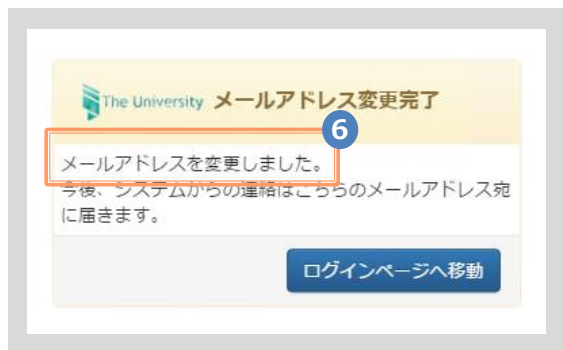 The University メールアドレス変更完了
6
メールアドレスを変更しました。
今後、システムからの連絡はこちらのメールアドレス宛
に届きます。
ログインページへ移動